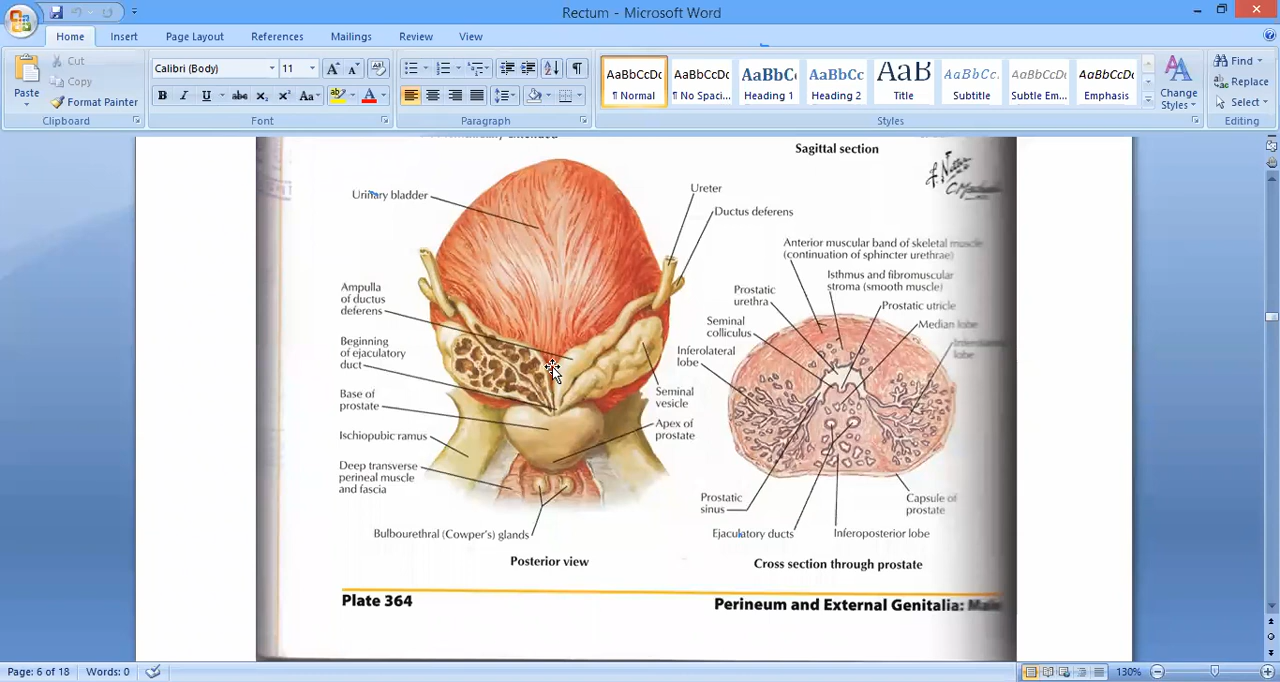 Rectum - Microsoft Word
Home Insert Page Layout References Mailings Review View
Paste
Cut
Copy
Format Painter
Clipboard
Calibri (Body) 11
Font
Paragraph
AaBbCcDc
¶ Normal
AaBbCcDc
¶ No Spaci...
AaBbC
Heading 1
AaBbCc
Heading 2
AaB
Title
AaBbCc.
Subtitle
AaBbCcDc
Subtle Em...
AaBbCcDc
Emphasis
Change
Styles
Styles
Find
Replace
Select
Editing
Sagittal section
Urinary bladder
Ureter
Ductus deferens
Ampulla
of ductus
deferens
Beginning
of ejaculatory
duct
Base of
prostate
Ischiopubic ramus
Deep transverse
perineal muscle
and fascia
Bulbourethral (Cowper's) glands
Seminal
vesicle
Apex of
prostate
Posterior view
Anterior muscular band of skeletal muscle
(continuation of sphincter urethrae)
Isthmus and fibromuscular
stroma (smooth muscle)
Prostatic
urethra
Prostatic utricle
Seminal
colliculus
Median lobe
Inferolateral
lobe
lobe
Prostatic
sinus
Capsule of
prostate
Ejaculatory ducts
Inferoposterior lobe
Cross section through prostate
Plate 364
Perineum and External Genitalia:
Page: 6 of 18 Words: 0
130%